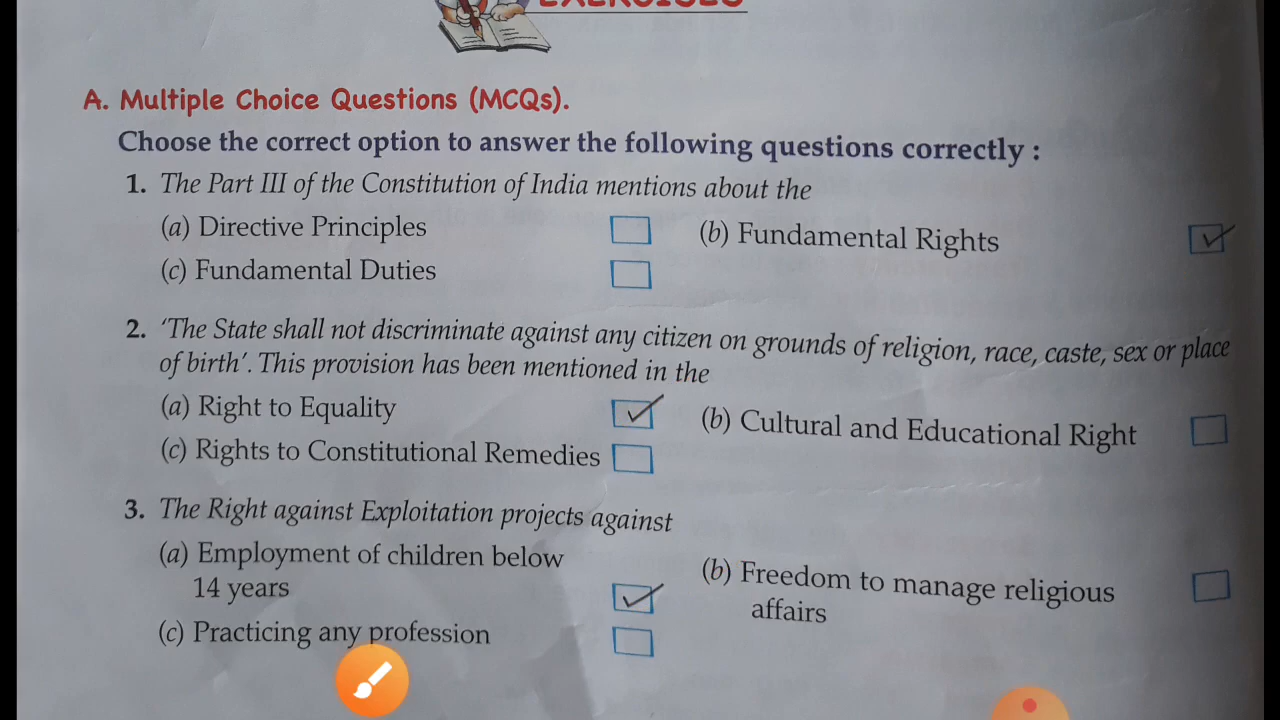 EXERCISES
A. Multiple Choice Questions (MCQs).
Choose the correct option to answer the following questions correctly :
1. The Part III of the Constitution of India mentions about the
(a) Directive Principles (b) Fundamental Rights
(c) Fundamental Duties
2. 'The State shall not discriminate against any citizen on grounds of religion, race, caste, sex or place
of birth'. This provision has been mentioned in the
(a) Right to Equality (b) Cultural and Educational Right
(c) Rights to Constitutional Remedies
3. The Right against Exploitation projects against
(a) Employment of children below (b) Freedom to manage religious
14 years affairs
(c) Practicing any profession